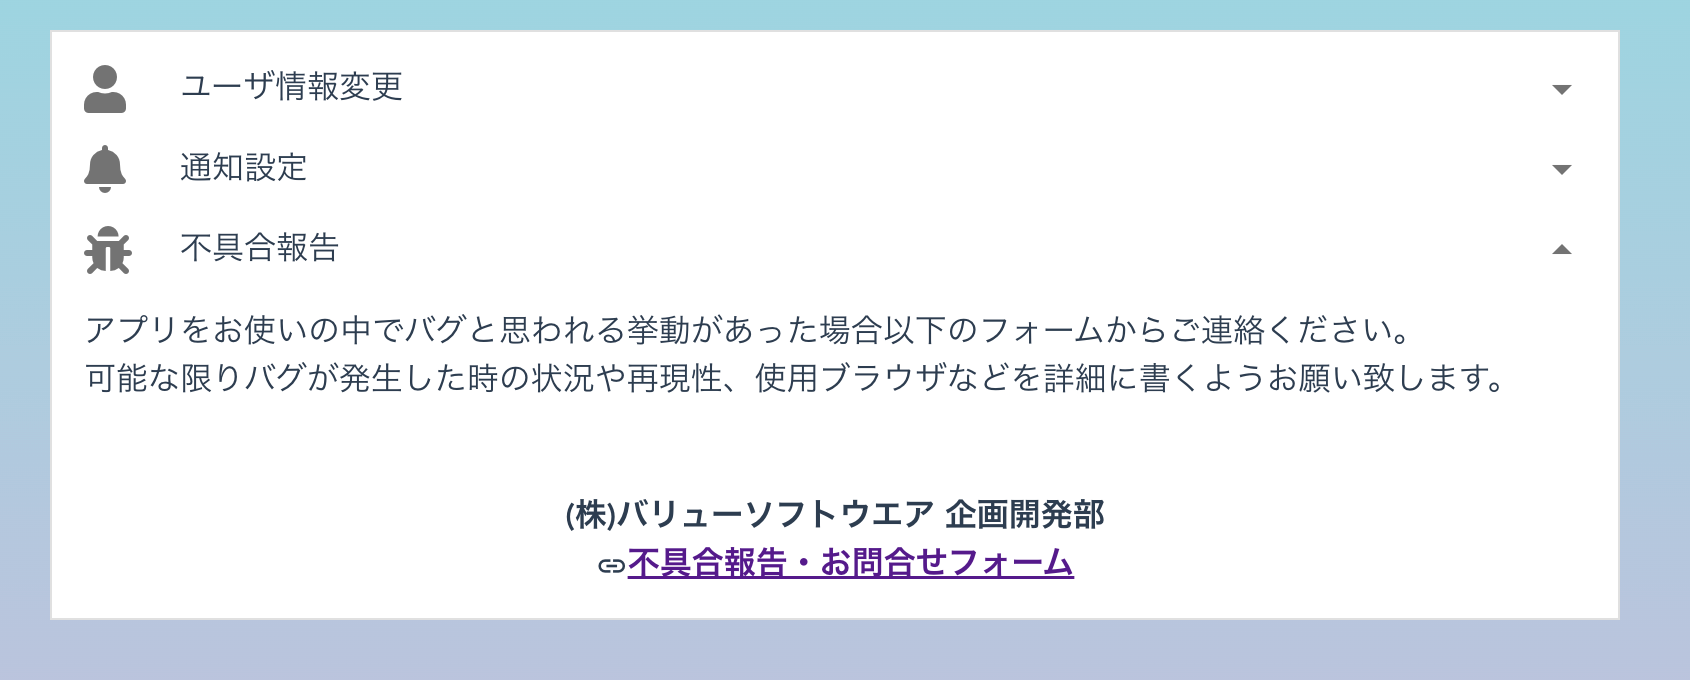 ユーザ情報変更
通知設定
不具合報告
アプリをお使いの中でバグと思われる挙動があった場合以下のフォームからご連絡ください。
可能な限りバグが発生した時の状況や再現性、使用ブラウザなどを詳細に書くようお願い致します。
(株)バリューソフトウエア 企画開発部
不具合報告・お問合せフォーム